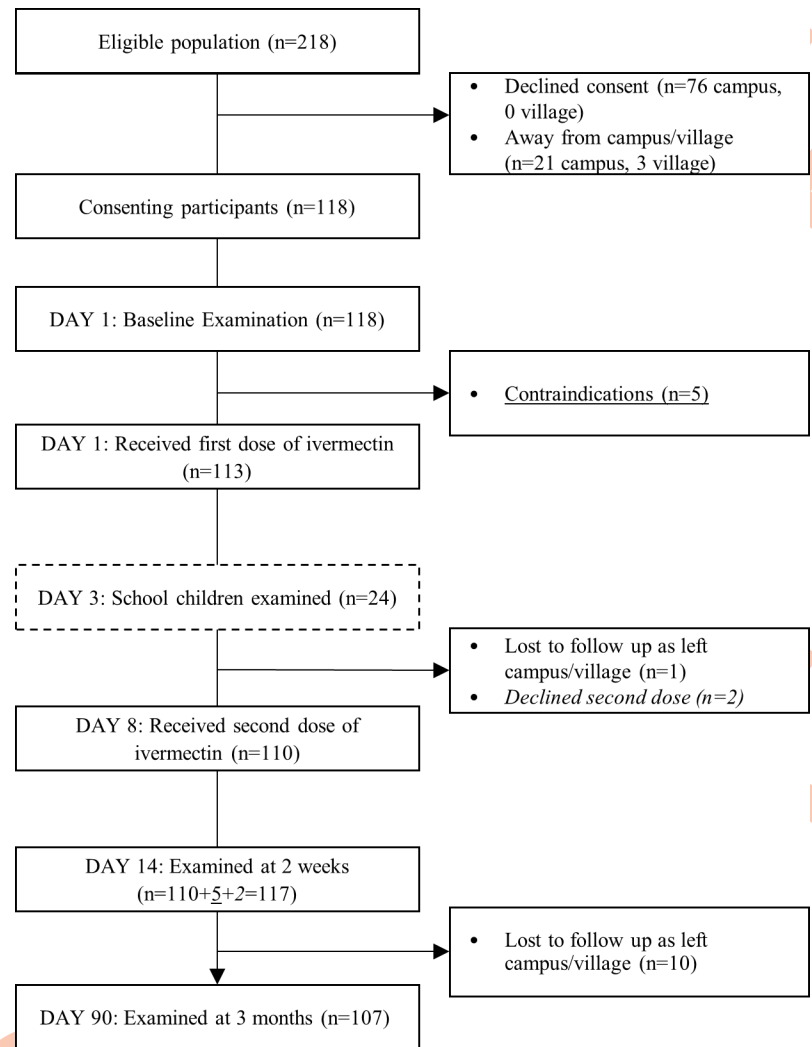 Eligible population (n=218)
• Declined consent (n=76 campus,
0 village)
• Away from campus/village
(n=21 campus, 3 village)
Consenting participants (n=118)
DAY 1: Baseline Examination (n=118)
• Contraindications (n=5)
DAY 1: Received first dose of ivermectin
(n=113)
DAY 3: School children examined (n=24)
• Lost to follow up as left
campus/village (n=1)
• Declined second dose (n=2)
DAY 8: Received second dose of
ivermectin (n=110)
DAY 14: Examined at 2 weeks
(n=110+5+2=117)
• Lost to follow up as left
campus/village (n=10)
DAY 90: Examined at 3 months (n=107)